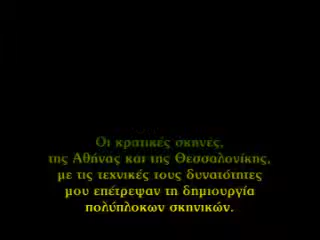 Οι κρατικές σκηνές,
της Αθήνας και της Θεσσαλονίκης,
με τις τεχνικές τους δυνατότητες
μου επέτρεψαν τη δημιουργία
πολύπλοκων σκηνικών.